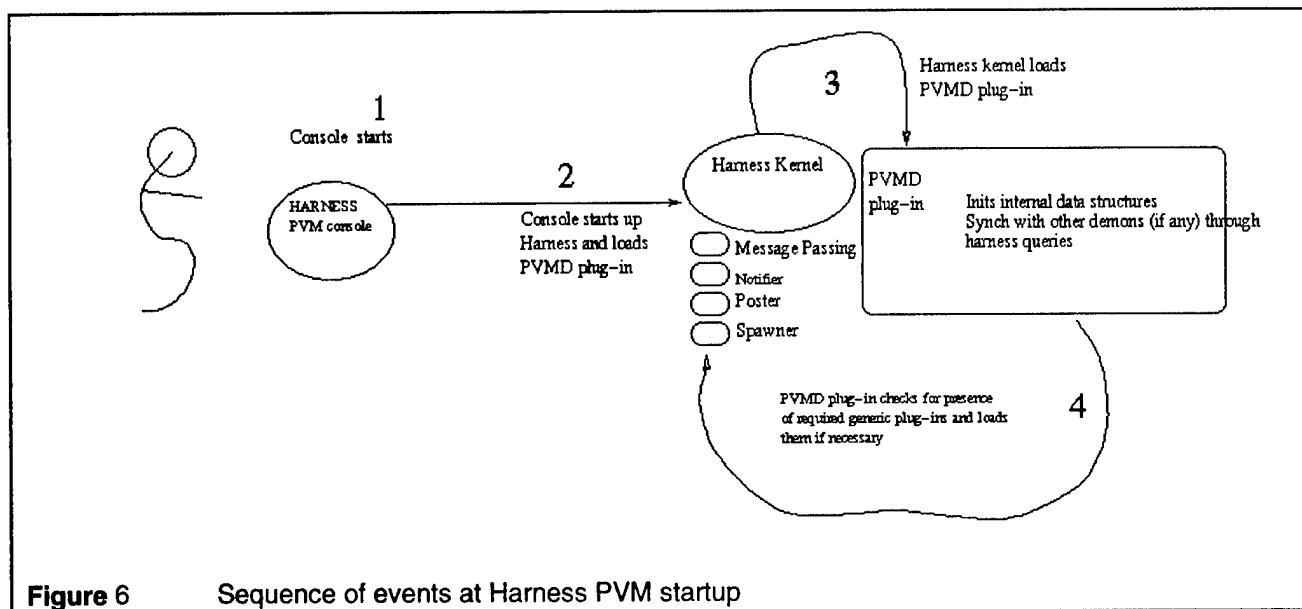 1
Console starts
HARNESS
PVM console
2
Console starts up
Harness and loads
PVMD plug-in
3
Harness kernel loads
PVMD plug-in
Harness Kernel
Message Passing
Notifier
Poster
Spawner
PVMD
plug-in
Inits internal data structures
Synch with other demons (if any) through
harness queries
4
PVMD plug-in checks for presence
of required generic plug-ins and loads
them if necessary
Figure 6 Sequence of events at Harness PVM startup